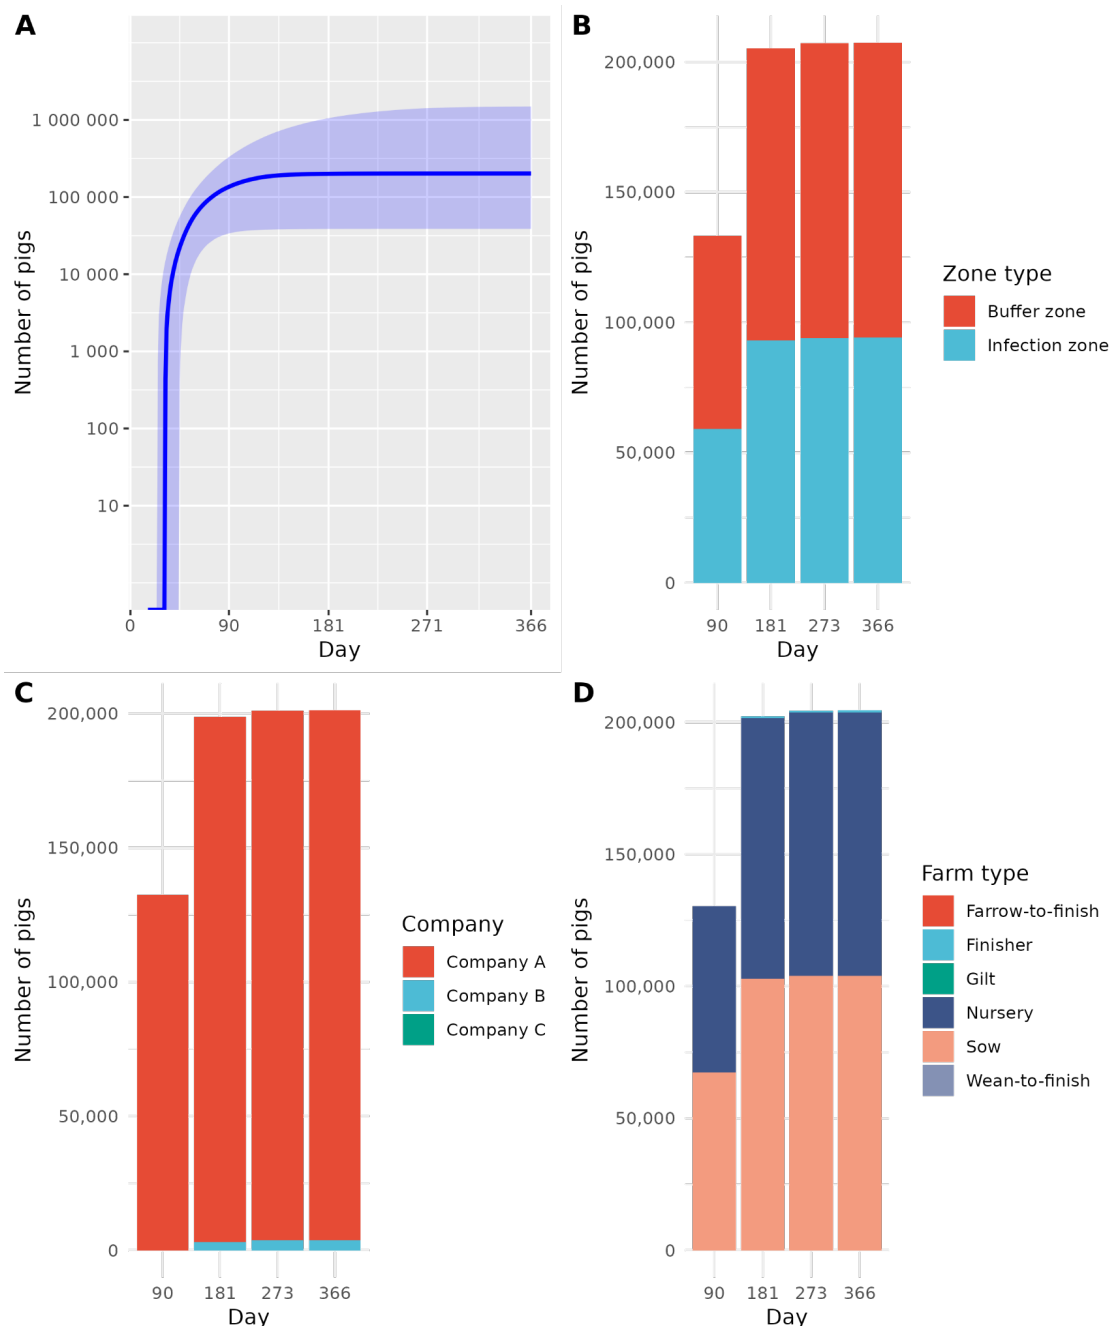 A
Number of pigs
1 000 000
100 000
10 000
1 000
100
10
0 90 181 271 366
Day
B
Number of pigs
200,000
150,000
100,000
50,000
0
90 181 273 366
Day
Zone type
Buffer zone
Infection zone
C
Number of pigs
200,000
150,000
100,000
50,000
0
90 181 273 366
Day
Company
Company A
Company B
Company C
D
Number of pigs
200,000
150,000
100,000
50,000
0
90 181 273 366
Day
Farm type
Farrow-to-finish
Finisher
Gilt
Nursery
Sow
Wean-to-finish